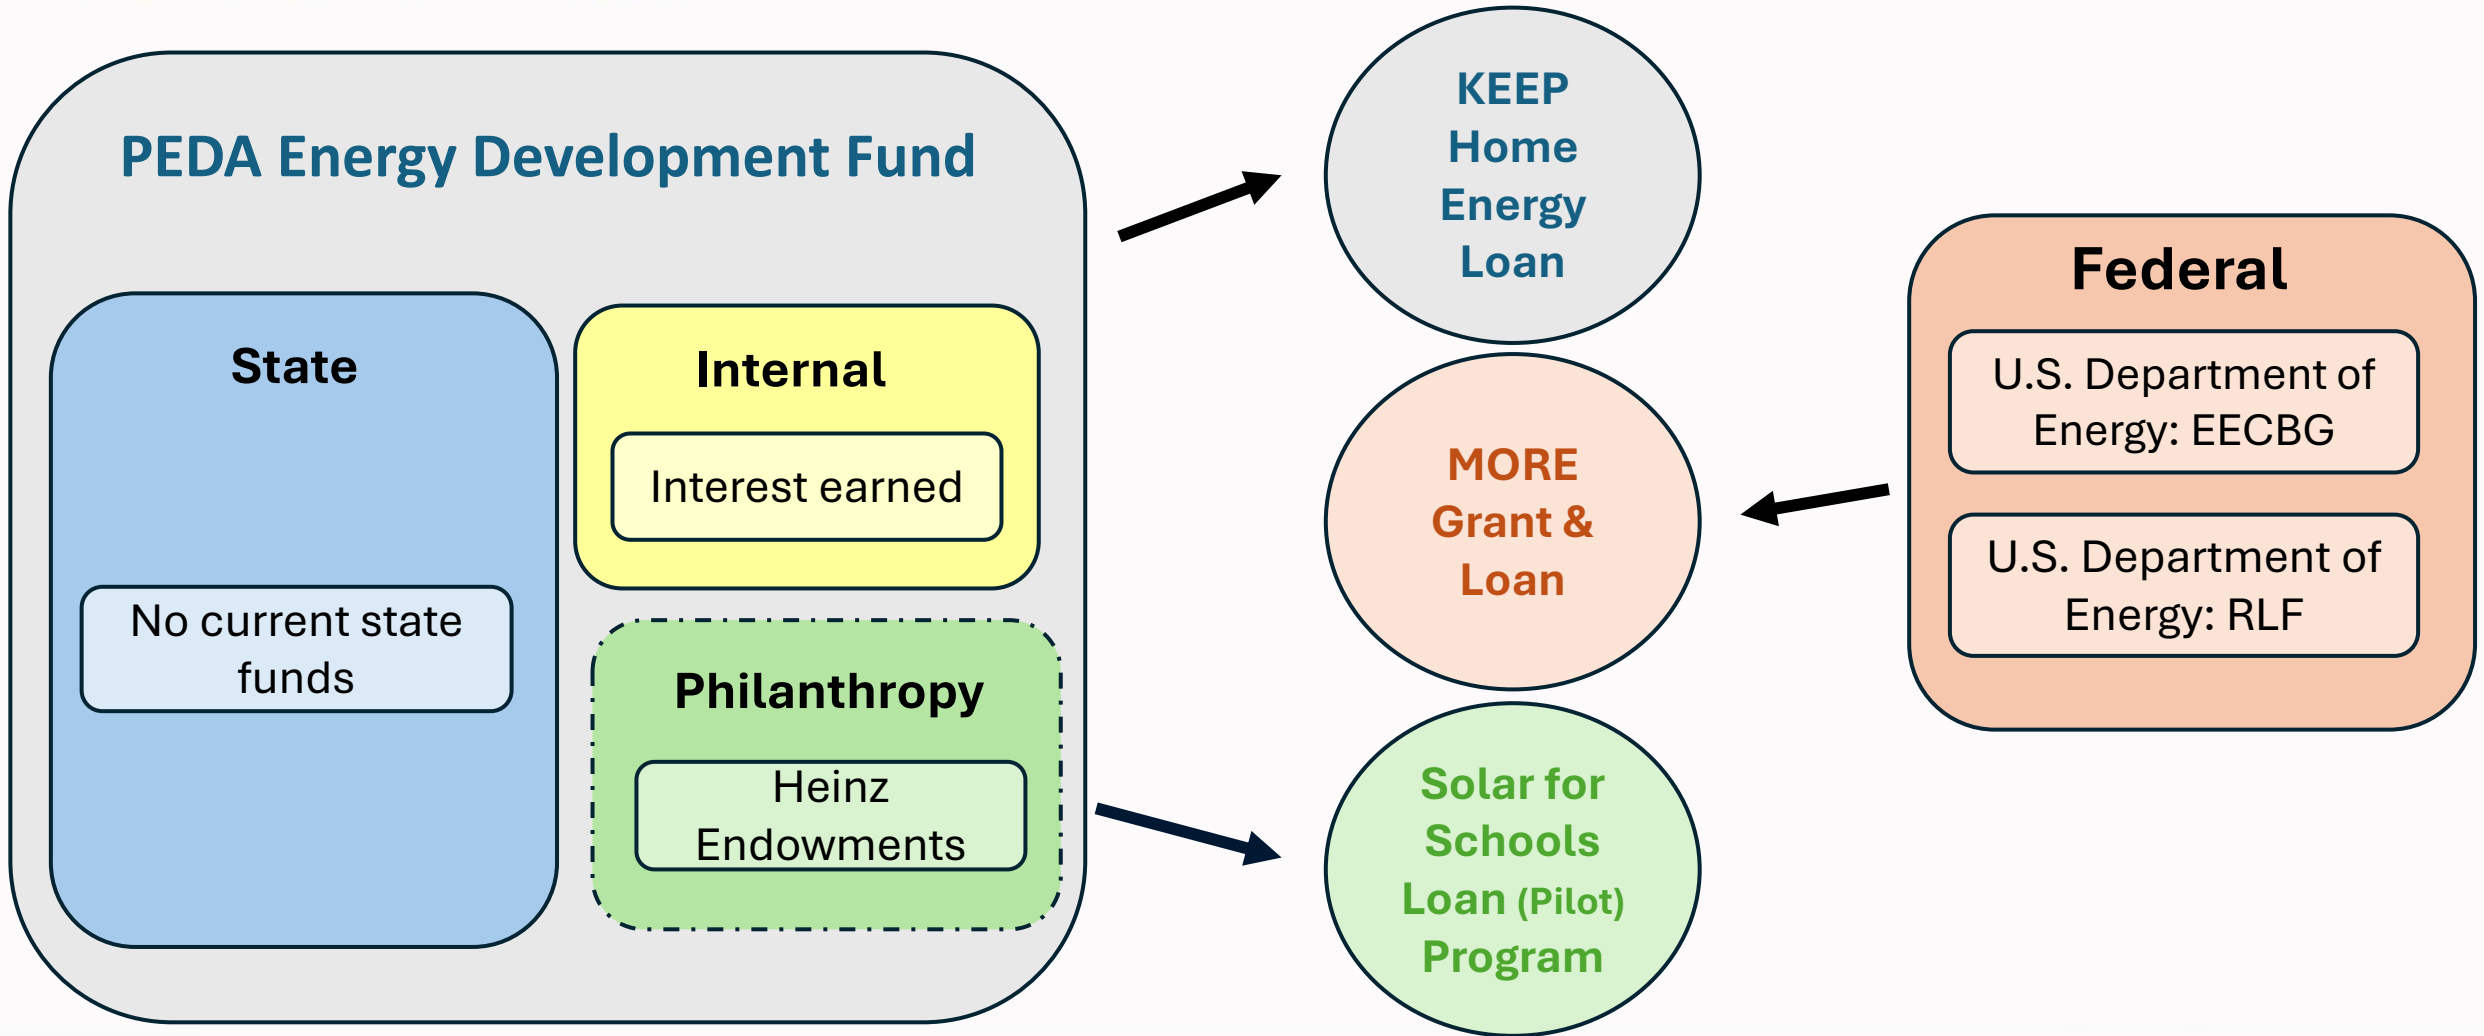 PEDA Energy Development Fund
State
No current state
funds
Internal
Interest earned
Philanthropy
Heinz
Endowments
KEEP
Home
Energy
Loan
MORE
Grant &
Loan
Solar for
Schools
Loan (Pilot)
Program
Federal
U.S. Department of
Energy: EECBG
U.S. Department of
Energy: RLF